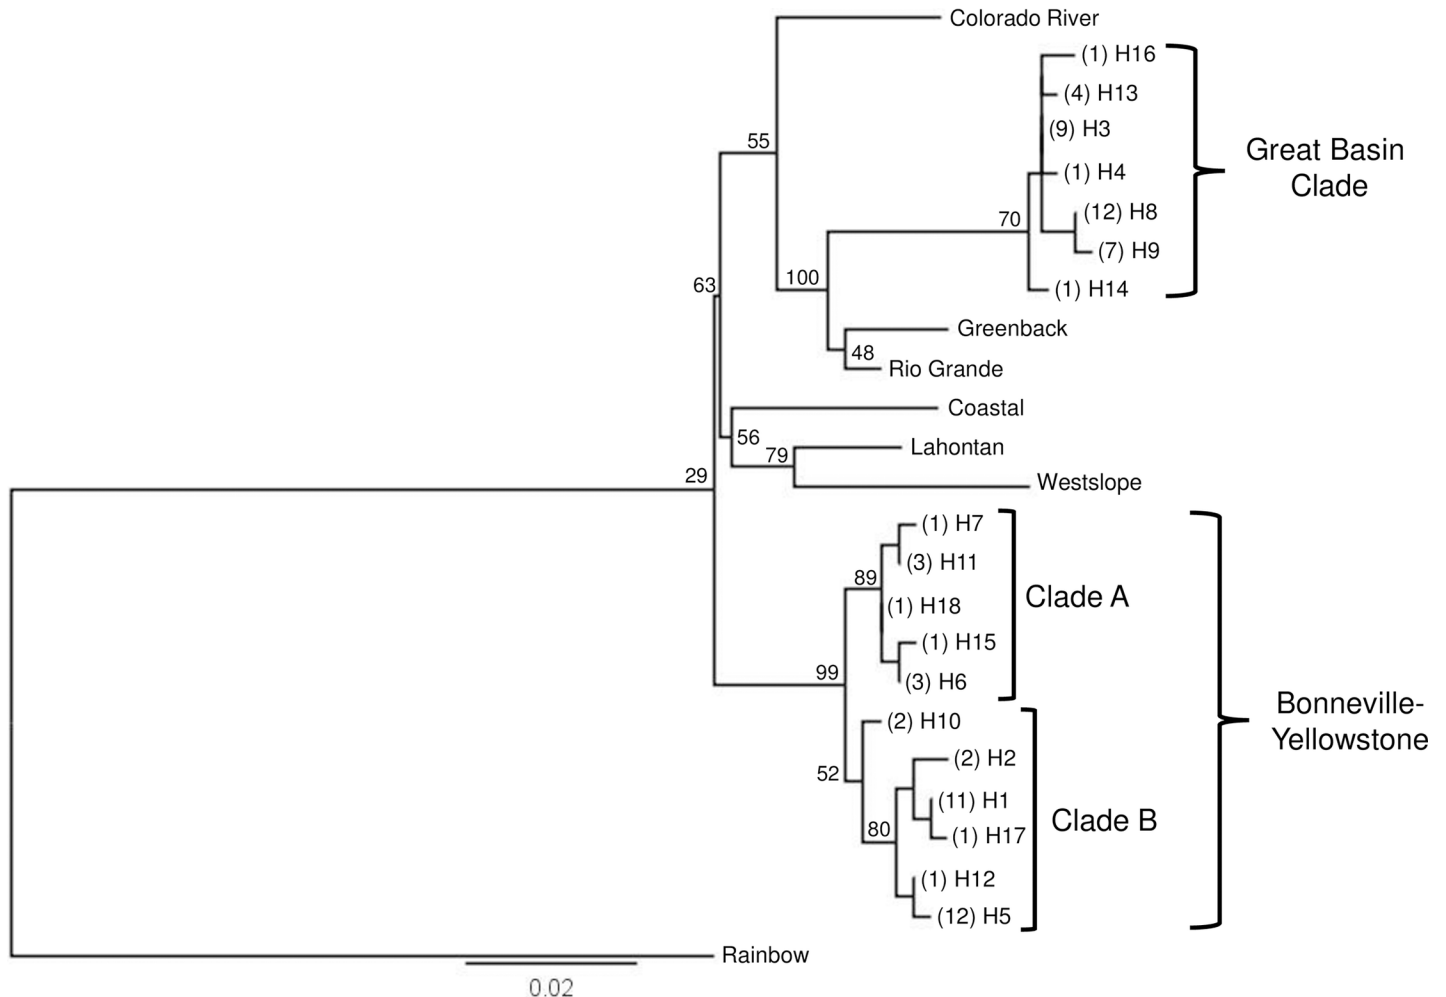 Colorado River
(1) H16
(4) H13
(9) H3
Great Basin
Clade
55
(1) H4
(12) H8
70
(7) H9
100
(1) H14
63
Greenback
48
Rio Grande
Coastal
56
79
Lahontan
29
Westslope
(1) H7
(3) H11
89
Clade A
(1) H18
(1) H15
99
(3) H6
Bonneville-
Yellowstone
(2) H10
52
(2) H2
(11) H1
Clade B
80
(1) H17
(1) H12
(12) H5
Rainbow
0.02